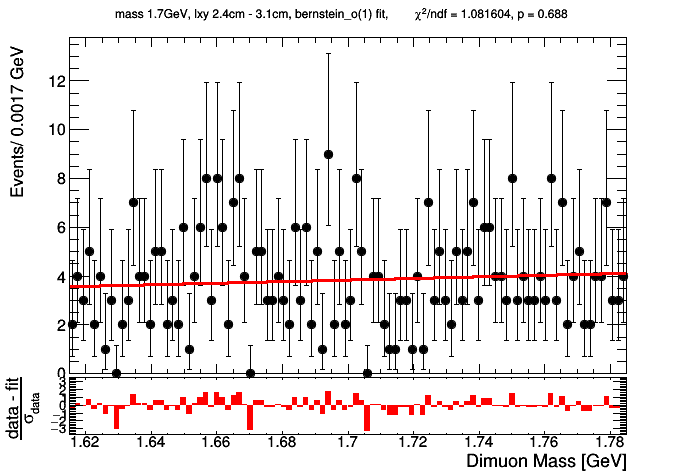 mass 1.7GeV, lxy 2.4cm - 3.1cm, bernstein_o(1) fit, χ²/ndf = 1.081604, p = 0.688
Events/ 0.0017 GeV
12
10
8
6
4
2
0
data - fit
σdata
3
2
1
0
−1
−2
−3
1.62 1.64 1.66 1.68 1.7 1.72 1.74 1.76 1.78
Dimuon Mass [GeV]